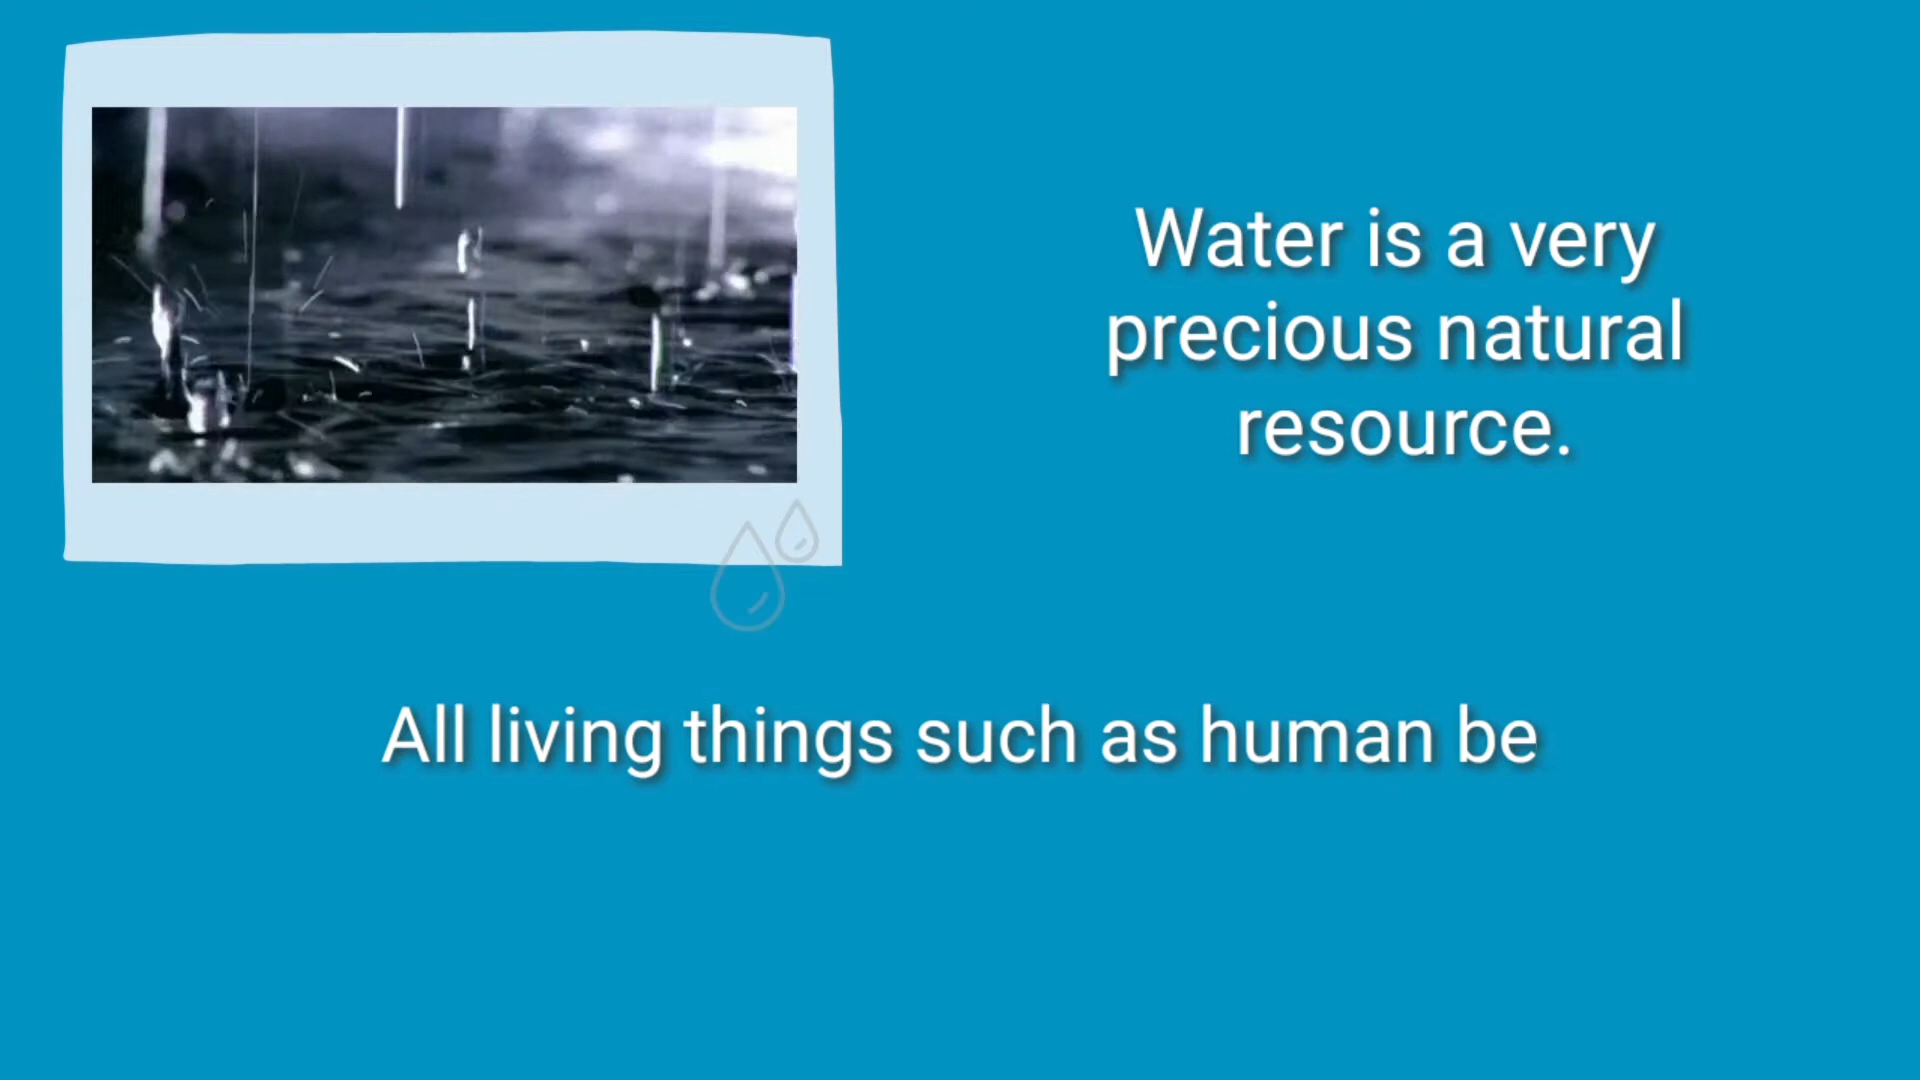 Water is a very
precious natural
resource.
All living things such as human be